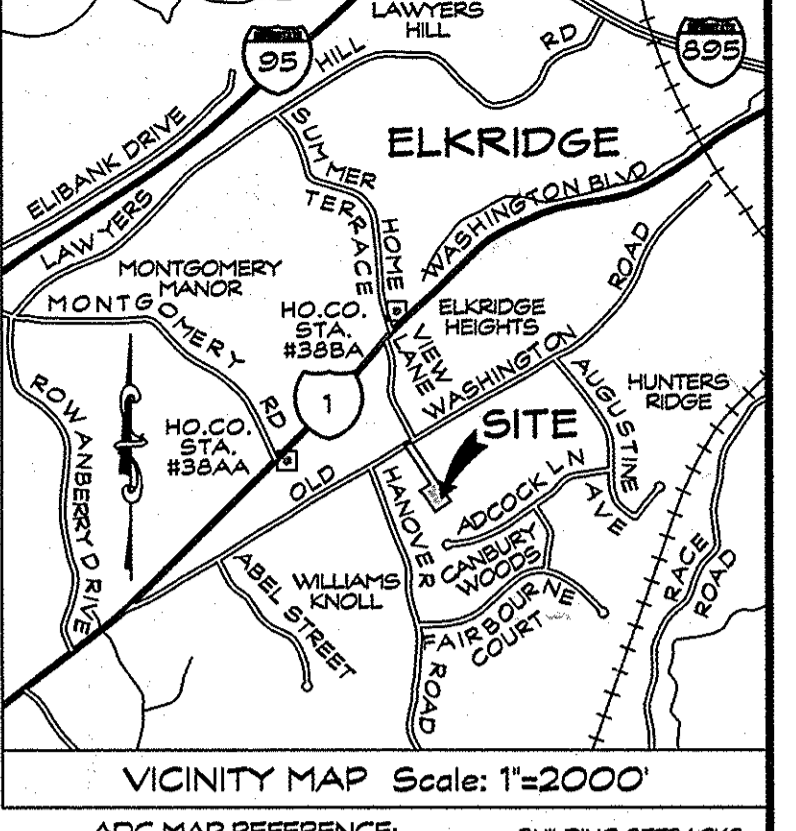 LAWYERS
HILL
95
HILL
RD
895
ELIBANK DRIVE
SUMMER
HOME
ELKRIDGE
TERRACE
WASHINGTON BLVD
LAWYERS
ROAD
MONTGOMERY
MANOR
MONTGOMERY
RD
HO.CO.
STA.
#38BA
ELKRIDGE
HEIGHTS
VIEW
LANE
OLD
WASHINGTON
1
AUGUSTINE
AVE
HUNTERS
RIDGE
ROWANBERRY DRIVE
HO.CO.
STA.
#38AA
SITE
HANOVER
ROAD
ADCOCK LN
CANBURY
WOODS
RACE
ROAD
ABEL STREET
WILLIAMS
KNOLL
FAIRBOURNE
COURT
VICINITY MAP Scale: 1"=2000'
ADC MAP REFERENCE: